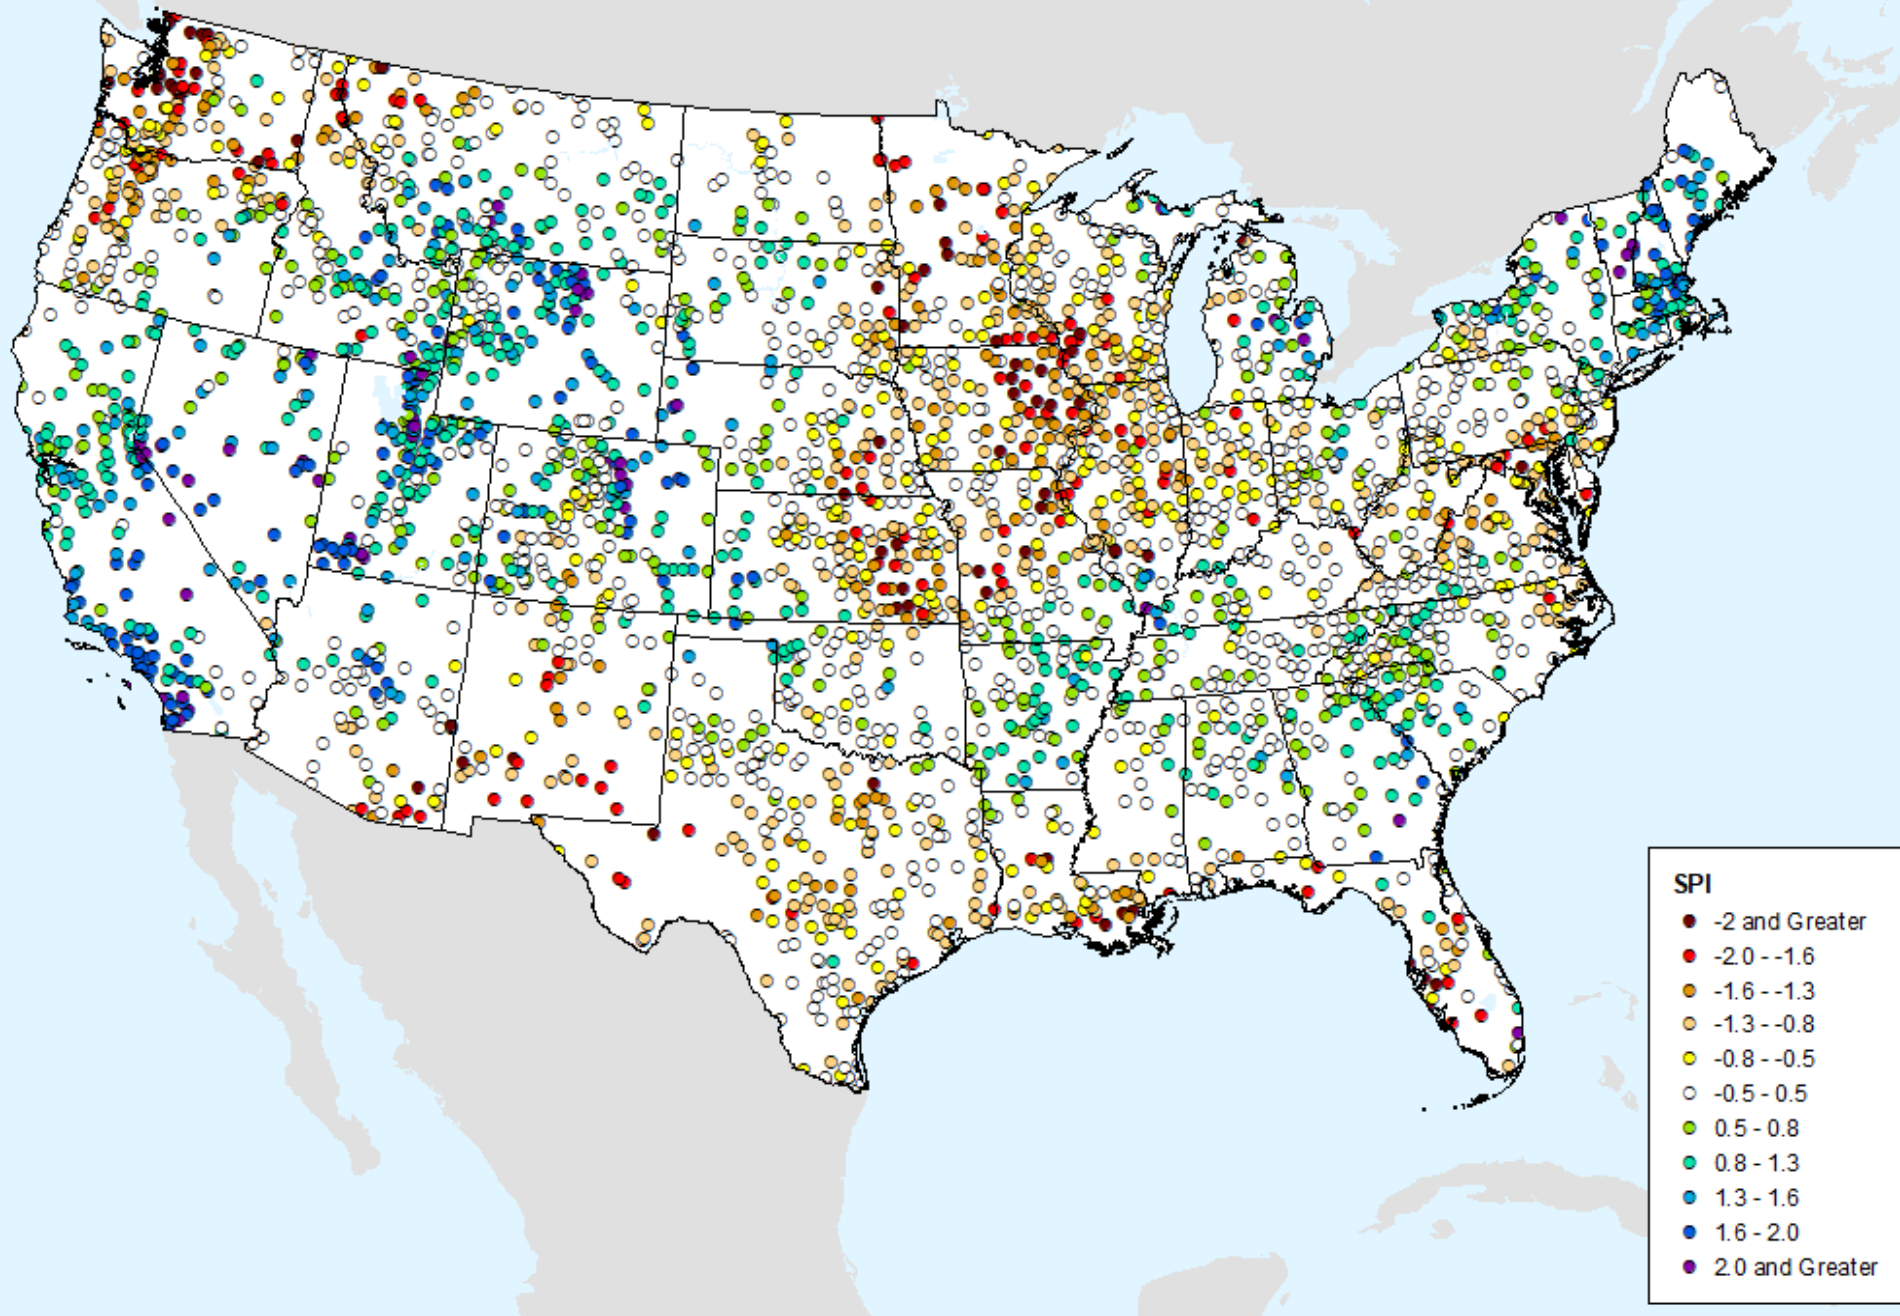 SPI
-2 and Greater
-2.0 - -1.6
-1.6 - -1.3
-1.3 - -0.8
-0.8 - -0.5
-0.5 - 0.5
0.5 - 0.8
0.8 - 1.3
1.3 - 1.6
1.6 - 2.0
2.0 and Greater